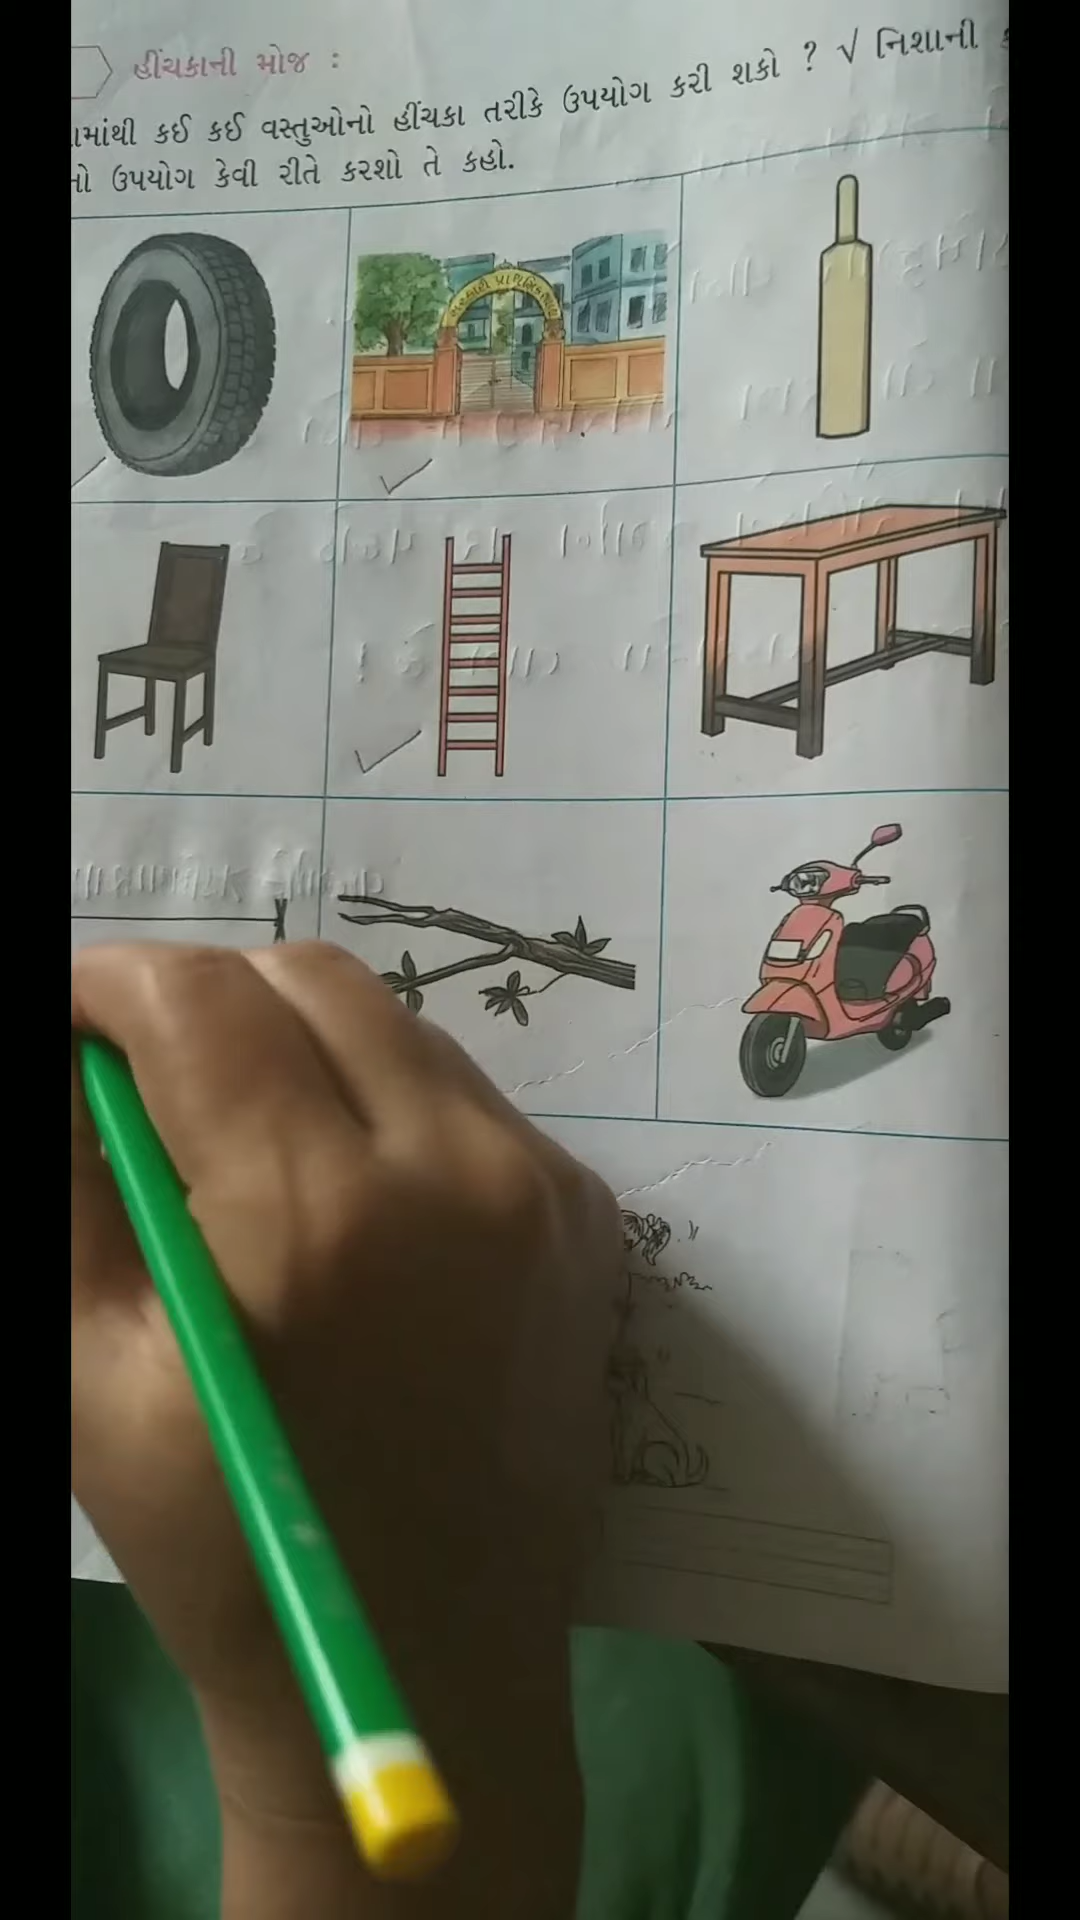 હીંચકાની મોજ :
કઈ કઈ વસ્તુઓનો હીંચકા તરીકે ઉપયોગ કરી શકો ? √ નિશાની
ઉપયોગ કેવી રીતે કરશો તે કહો.